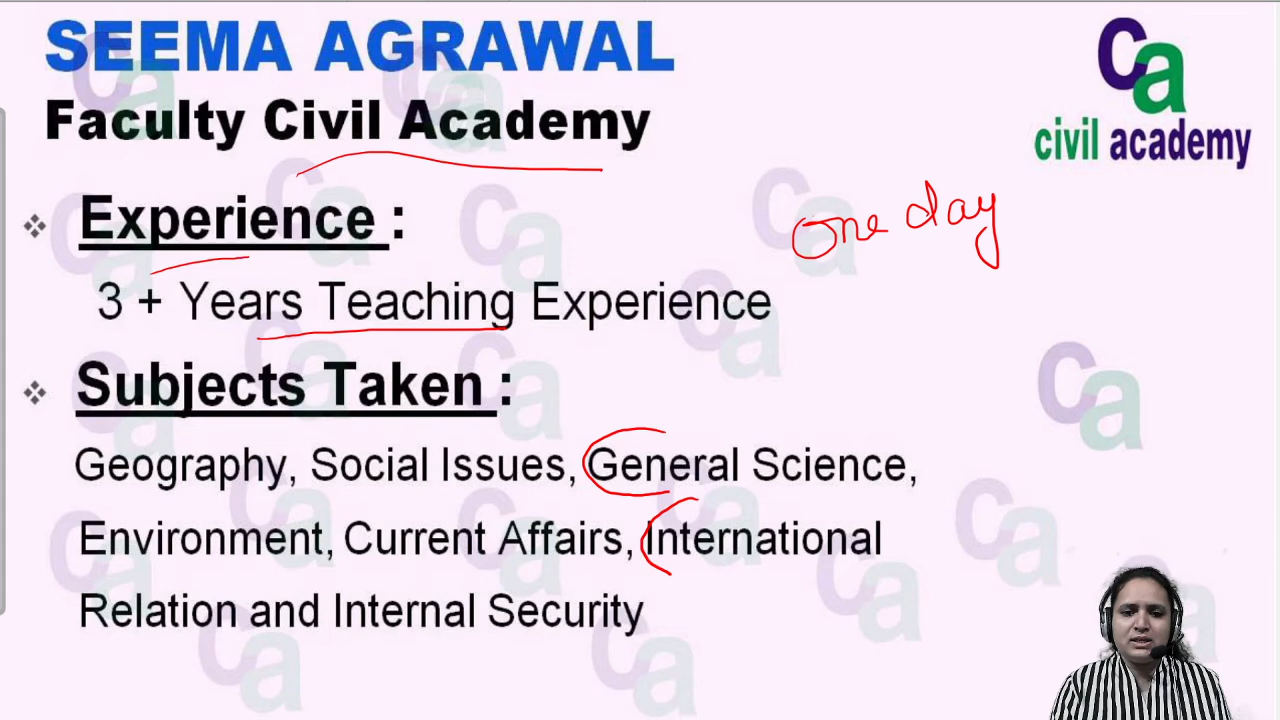 SEEMA AGRAWAL
Faculty Civil Academy
ca
civil academy
❖ Experience :
one day
3 + Years Teaching Experience
❖ Subjects Taken :
Geography, Social Issues, General Science,
Environment, Current Affairs, International
Relation and Internal Security